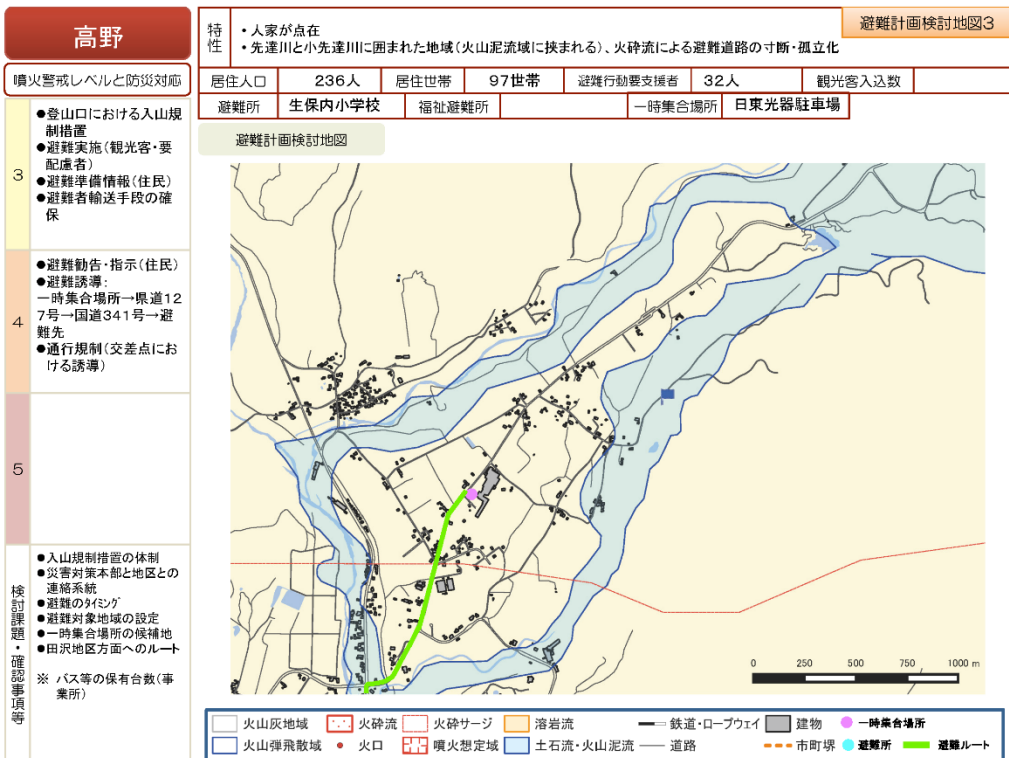 高野
避難計画検討地図3
特性
・人家が点在
・先達川と小先達川に囲まれた地域(火山泥流域に挟まれる)、火砕流による避難道路の寸断・孤立化
居住人口 236人 居住世帯 97世帯 避難行動要支援者 32人 観光客入込数
避難所 生保内小学校 福祉避難所 一時集合場所 日東光器駐車場
噴火警戒レベルと防災対応
3
●登山口における入山規
制措置
●避難実施(観光客・要
配慮者)
●避難準備情報(住民)
●避難者輸送手段の確
保
4
●避難勧告・指示(住民)
●避難誘導:
一時集合場所→県道12
7号→国道341号→避
難先
●通行規制(交差点にお
ける誘導)
5
検討課題・確認事項等
●入山規制措置の体制
●災害対策本部と地区との
連絡系統
●避難のタイミング
●避難対象地域の設定
●一時集合場所の候補地
●田沢地区方面へのルート
※ バス等の保有台数(事
業所)
避難計画検討地図
0 250 500 750 1000 m
火山灰地域 火砕流 火砕サージ 溶岩流 鉄道・ロープウェイ 建物 一時集合場所
火山弾飛散域 火口 噴火想定域 土石流・火山泥流 道路 市町堺 避難所 避難ルート